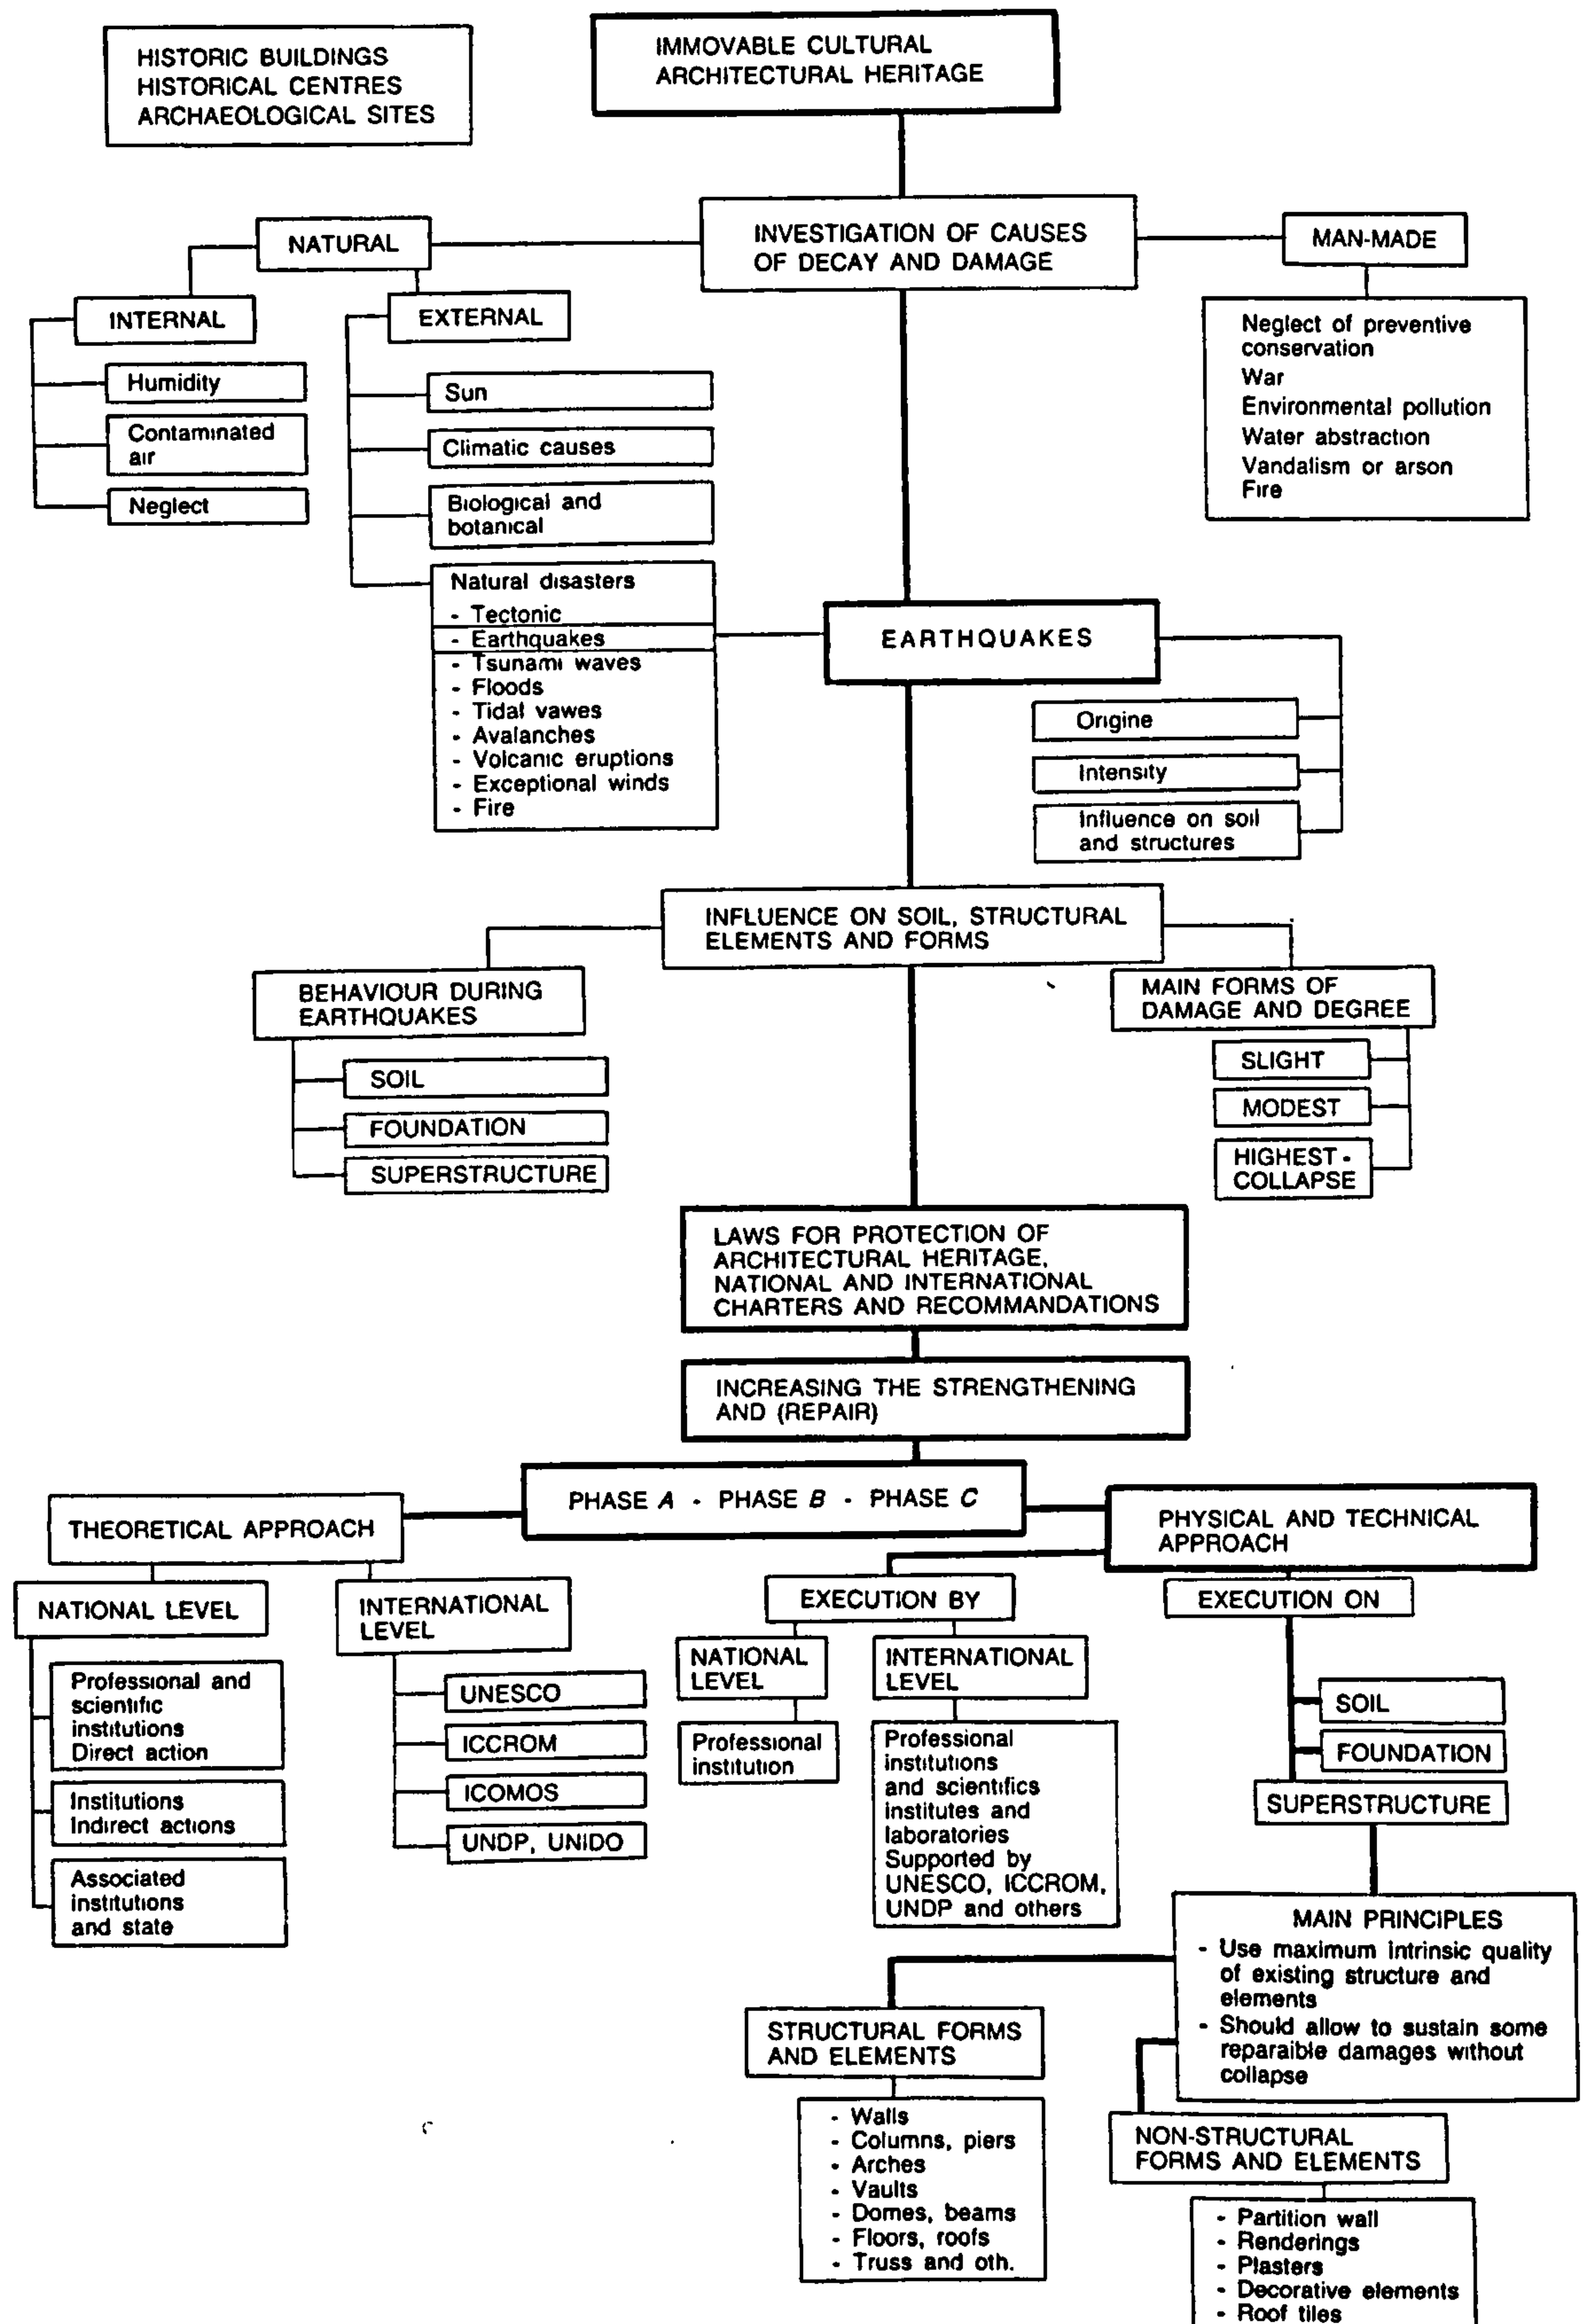 HISTORIC BUILDINGS
HISTORICAL CENTRES
ARCHAEOLOGICAL SITES
IMMOVABLE CULTURAL
ARCHITECTURAL HERITAGE
NATURAL
INVESTIGATION OF CAUSES
OF DECAY AND DAMAGE
MAN-MADE
INTERNAL
EXTERNAL
Humidity
Contaminated
air
Neglect
Sun
Climatic causes
Biological and
botanical
Natural disasters
- Tectonic
- Earthquakes
- Tsunami waves
- Floods
- Tidal vawes
- Avalanches
- Volcanic eruptions
- Exceptional winds
- Fire
Neglect of preventive
conservation
War
Environmental pollution
Water abstraction
Vandalism or arson
Fire
EARTHQUAKES
Origine
Intensity
Influence on soil
and structures
INFLUENCE ON SOIL, STRUCTURAL
ELEMENTS AND FORMS
BEHAVIOUR DURING
EARTHQUAKES
SOIL
FOUNDATION
SUPERSTRUCTURE
MAIN FORMS OF
DAMAGE AND DEGREE
SLIGHT
MODEST
HIGHEST -
COLLAPSE
LAWS FOR PROTECTION OF
ARCHITECTURAL HERITAGE,
NATIONAL AND INTERNATIONAL
CHARTERS AND RECOMMANDATIONS
INCREASING THE STRENGTHENING
AND (REPAIR)
PHASE A - PHASE B - PHASE C
THEORETICAL APPROACH
PHYSICAL AND TECHNICAL
APPROACH
NATIONAL LEVEL
Professional and
scientific
institutions
Direct action
Institutions
Indirect actions
Associated
institutions
and state
INTERNATIONAL
LEVEL
UNESCO
ICCROM
ICOMOS
UNDP, UNIDO
EXECUTION BY
NATIONAL
LEVEL
Professional
institution
INTERNATIONAL
LEVEL
Professional
institutions
and scientifics
institutes and
laboratories
Supported by
UNESCO, ICCROM,
UNDP and others
EXECUTION ON
SOIL
FOUNDATION
SUPERSTRUCTURE
MAIN PRINCIPLES
- Use maximum intrinsic quality
of existing structure and
elements
- Should allow to sustain some
reparaible damages without
collapse
STRUCTURAL FORMS
AND ELEMENTS
- Walls
- Columns, piers
- Arches
- Vaults
- Domes, beams
- Floors, roofs
- Truss and oth.
NON-STRUCTURAL
FORMS AND ELEMENTS
- Partition wall
- Renderings
- Plasters
- Decorative elements
- Roof tiles